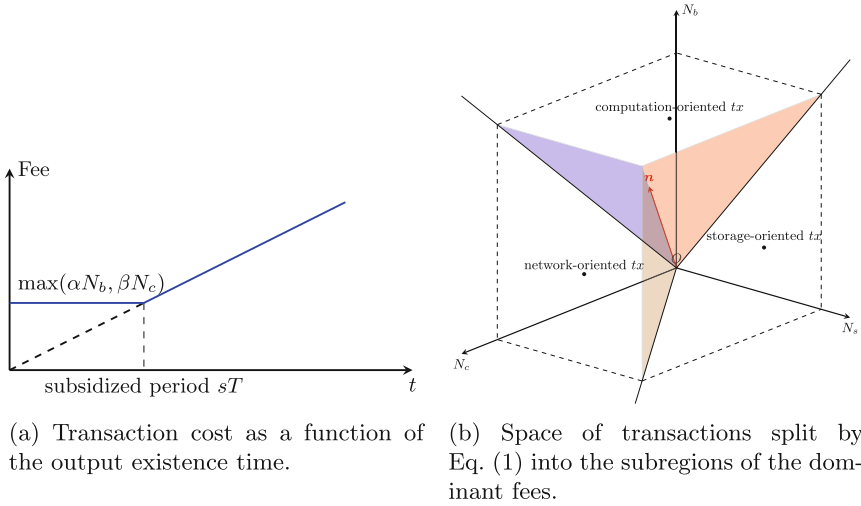 Fee
max(αN_b, βN_c)
subsidized period sT
t
(a) Transaction cost as a function of
the output existence time.
N_b
computation-oriented tx
n
storage-oriented tx
O
network-oriented tx
N_s
N_c
(b) Space of transactions split by
Eq. (1) into the subregions of the dom-
inant fees.